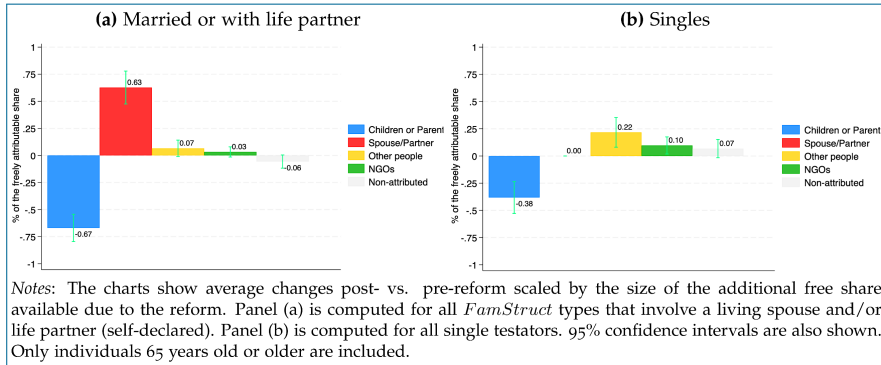 (a) Married or with life partner
% of the freely attributable share
1
.75
.5
.25
0
-.25
-.5
-.75
-1
-0.67
0.63
0.07
0.03
-0.06
Children or Parent
Spouse/Partner
Other people
NGOs
Non-attributed
(b) Singles
% of the freely attributable share
1
.75
.5
.25
0
-.25
-.5
-.75
-1
-0.38
0.00
0.22
0.10
0.07
Children or Parent
Spouse/Partner
Other people
NGOs
Non-attributed
Notes: The charts show average changes post- vs. pre-reform scaled by the size of the additional free share
available due to the reform. Panel (a) is computed for all FamStruct types that involve a living spouse and/or
life partner (self-declared). Panel (b) is computed for all single testators. 95% confidence intervals are also shown.
Only individuals 65 years old or older are included.